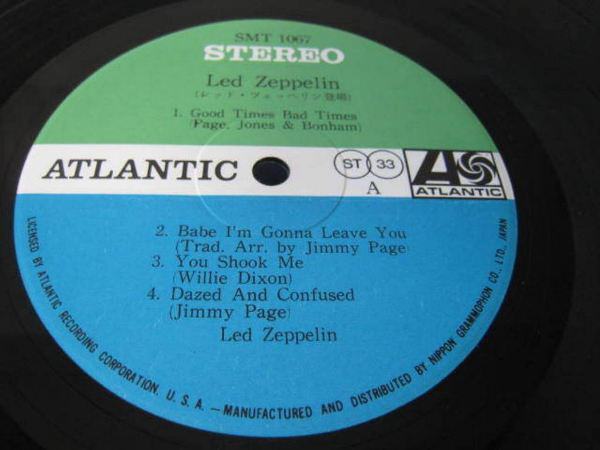 SMT 1067
STEREO
Led Zeppelin
(レッド・ツェッペリン登場)
1. Good Times Bad Times
(Page, Jones & Bonham)
ATLANTIC
ST 33
A
ATLANTIC
2. Babe I'm Gonna Leave You
(Trad. Arr. by Jimmy Page)
3. You Shook Me
(Willie Dixon)
4. Dazed And Confused
(Jimmy Page)
Led Zeppelin
LICENSED BY ATLANTIC RECORDING CORPORATION. U. S. A. — MANUFACTURED AND DISTRIBUTED BY NIPPON GRAMMOPHON CO., LTD., JAPAN